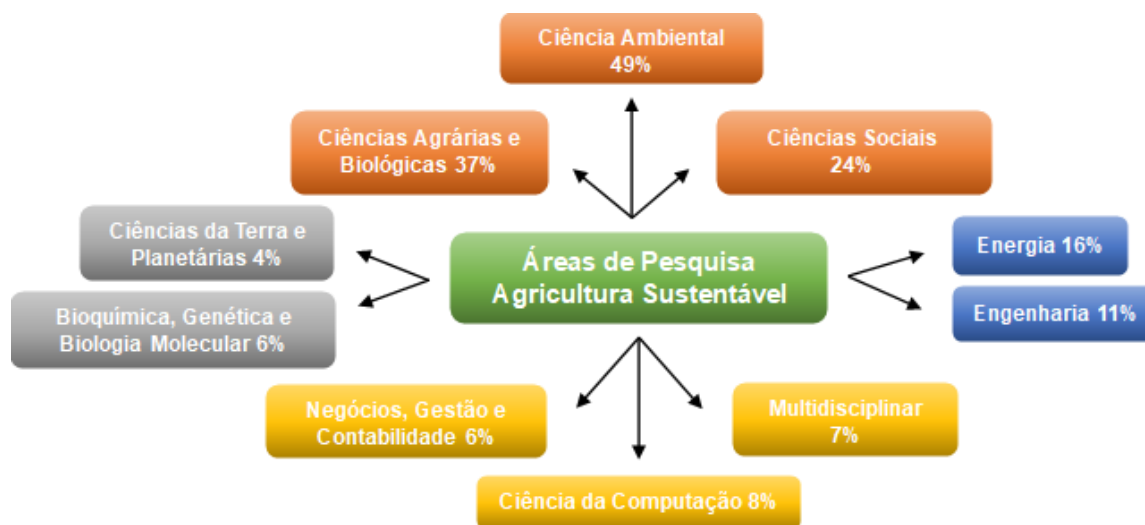 Ciência Ambiental
49%
Ciências Agrárias e
Biológicas 37%
Ciências Sociais
24%
Ciências da Terra e
Planetárias 4%
Áreas de Pesquisa
Agricultura Sustentável
Energia 16%
Bioquímica, Genética e
Biologia Molecular 6%
Engenharia 11%
Negócios, Gestão e
Contabilidade 6%
Multidisciplinar
7%
Ciência da Computação 8%